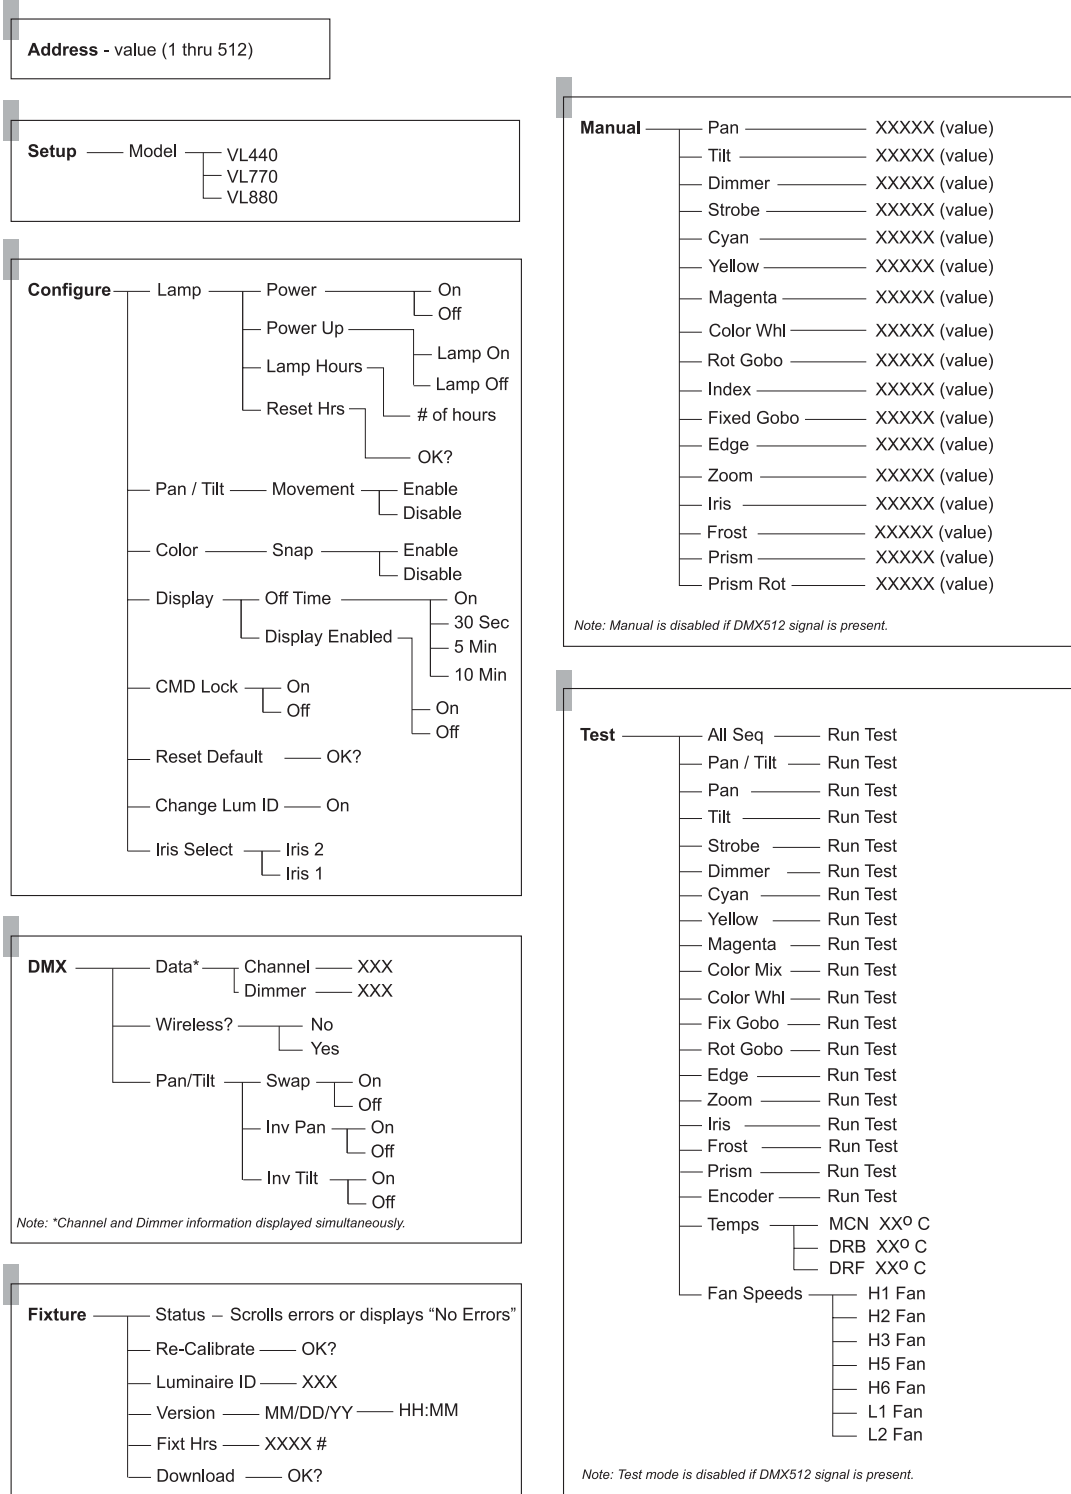 Address - value (1 thru 512)
Setup Model VL440
VL770
VL880
Configure Lamp Power On
Off
Power Up
Lamp On
Lamp Hours
Lamp Off
Reset Hrs
# of hours
OK?
Pan / Tilt Movement Enable
Disable
Color Snap Enable
Disable
Display Off Time On
30 Sec
Display Enabled
5 Min
10 Min
CMD Lock On
Off
On
Off
Reset Default OK?
Change Lum ID On
Iris Select Iris 2
Iris 1
DMX Data* Channel XXX
Dimmer XXX
Wireless? No
Yes
Pan/Tilt Swap On
Off
Inv Pan On
Off
Inv Tilt On
Off
Note: *Channel and Dimmer information displayed simultaneously.
Fixture Status – Scrolls errors or displays “No Errors”
Re-Calibrate OK?
Luminaire ID XXX
Version MM/DD/YY HH:MM
Fixt Hrs XXXX #
Download OK?
Manual Pan XXXXX (value)
Tilt XXXXX (value)
Dimmer XXXXX (value)
Strobe XXXXX (value)
Cyan XXXXX (value)
Yellow XXXXX (value)
Magenta XXXXX (value)
Color Whl XXXXX (value)
Rot Gobo XXXXX (value)
Index XXXXX (value)
Fixed Gobo XXXXX (value)
Edge XXXXX (value)
Zoom XXXXX (value)
Iris XXXXX (value)
Frost XXXXX (value)
Prism XXXXX (value)
Prism Rot XXXXX (value)
Note: Manual is disabled if DMX512 signal is present.
Test All Seq Run Test
Pan / Tilt Run Test
Pan Run Test
Tilt Run Test
Strobe Run Test
Dimmer Run Test
Cyan Run Test
Yellow Run Test
Magenta Run Test
Color Mix Run Test
Color Whl Run Test
Fix Gobo Run Test
Rot Gobo Run Test
Edge Run Test
Zoom Run Test
Iris Run Test
Frost Run Test
Prism Run Test
Encoder Run Test
Temps MCN XXº C
DRB XXº C
DRF XXº C
Fan Speeds H1 Fan
H2 Fan
H3 Fan
H5 Fan
H6 Fan
L1 Fan
L2 Fan
Note: Test mode is disabled if DMX512 signal is present.